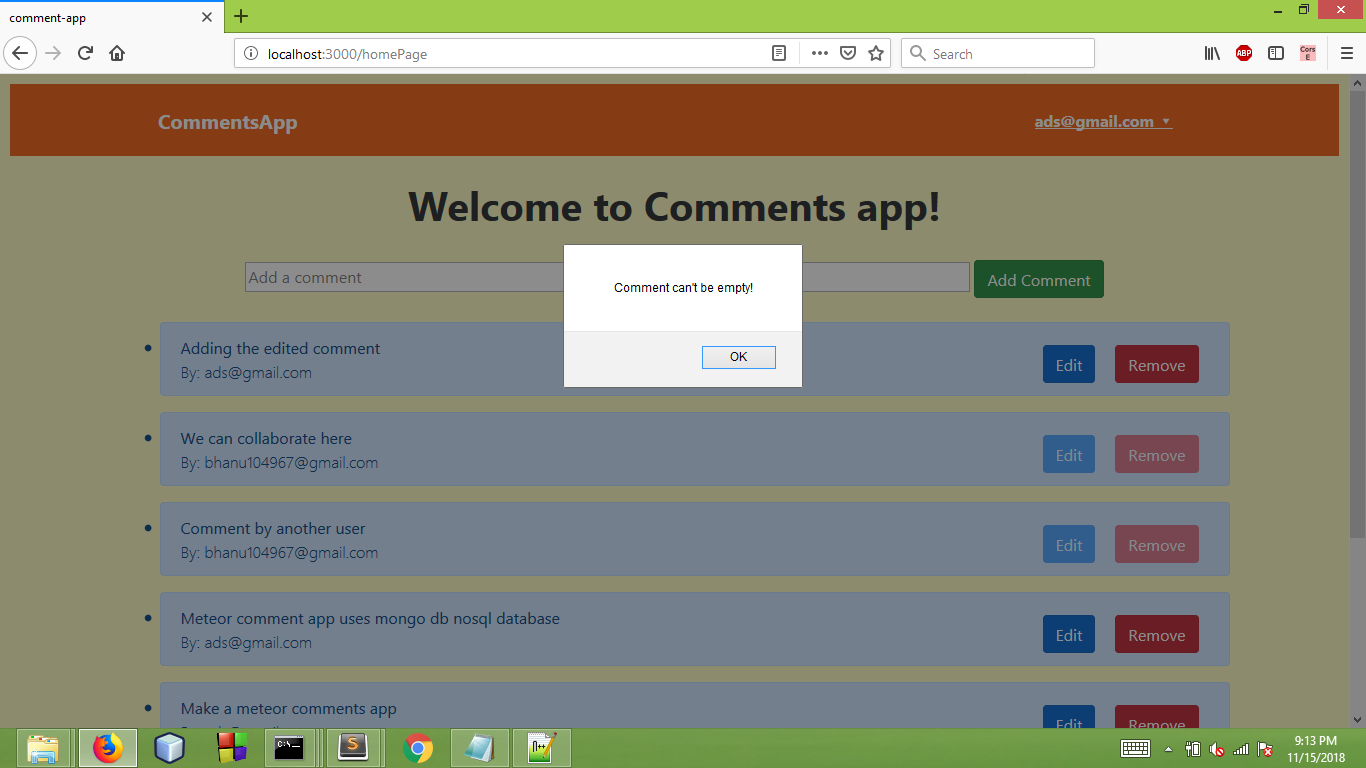 comment-app
localhost:3000/homePage
Search
ABP
Cors
E
CommentsApp
ads@gmail.com
Welcome to Comments app!
Add a comment
Add Comment
Comment can't be empty!
OK
Adding the edited comment
By: ads@gmail.com
Edit
Remove
We can collaborate here
By: bhanu104967@gmail.com
Edit
Remove
Comment by another user
By: bhanu104967@gmail.com
Edit
Remove
Meteor comment app uses mongo db nosql database
By: ads@gmail.com
Edit
Remove
Make a meteor comments app
Edit
Remove
9:13 PM
11/15/2018